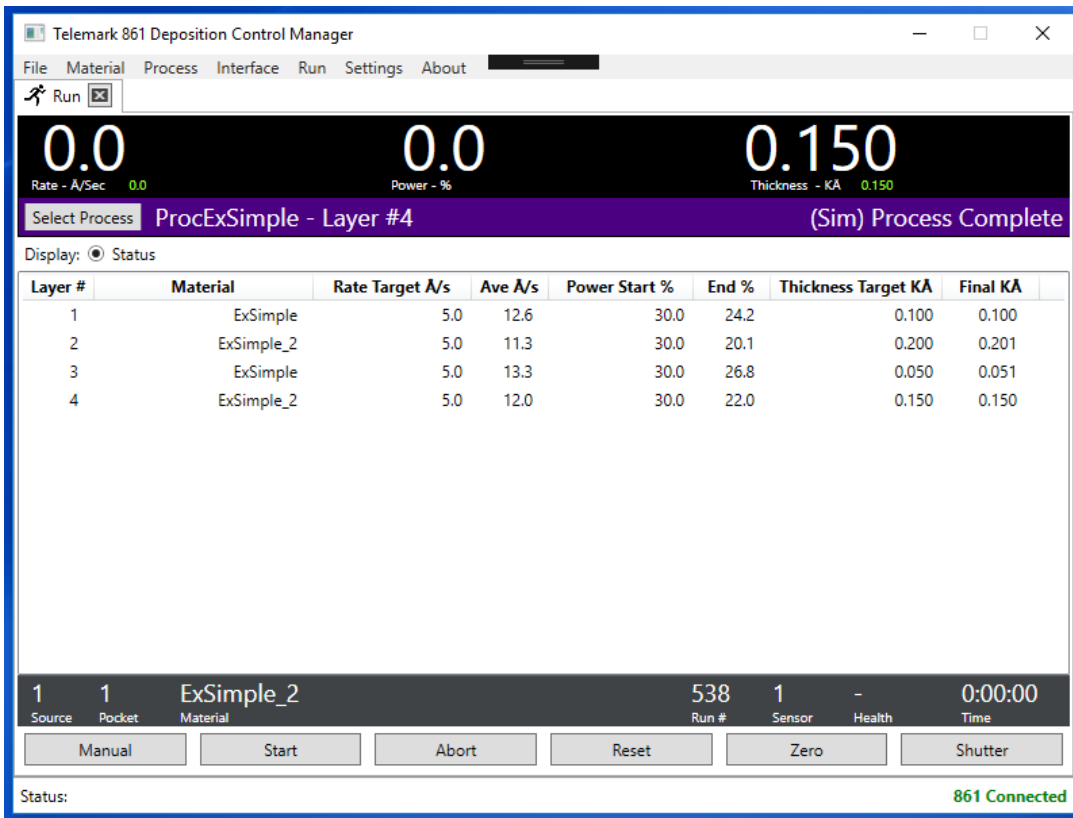 Telemark 861 Deposition Control Manager
File Material Process Interface Run Settings About
Run
0.0 0.0 0.150
Rate - Å/Sec 0.0 Power - % Thickness - KÅ 0.150
Select Process ProcExSimple - Layer #4 (Sim) Process Complete
Display: Status
Layer # Material Rate Target Å/s Ave Å/s Power Start % End % Thickness Target KÅ Final KÅ
1 ExSimple 5.0 12.6 30.0 24.2 0.100 0.100
2 ExSimple_2 5.0 11.3 30.0 20.1 0.200 0.201
3 ExSimple 5.0 13.3 30.0 26.8 0.050 0.051
4 ExSimple_2 5.0 12.0 30.0 22.0 0.150 0.150
1 1 ExSimple_2 538 1 - 0:00:00
Source Pocket Material Run # Sensor Health Time
Manual Start Abort Reset Zero Shutter
Status: 861 Connected